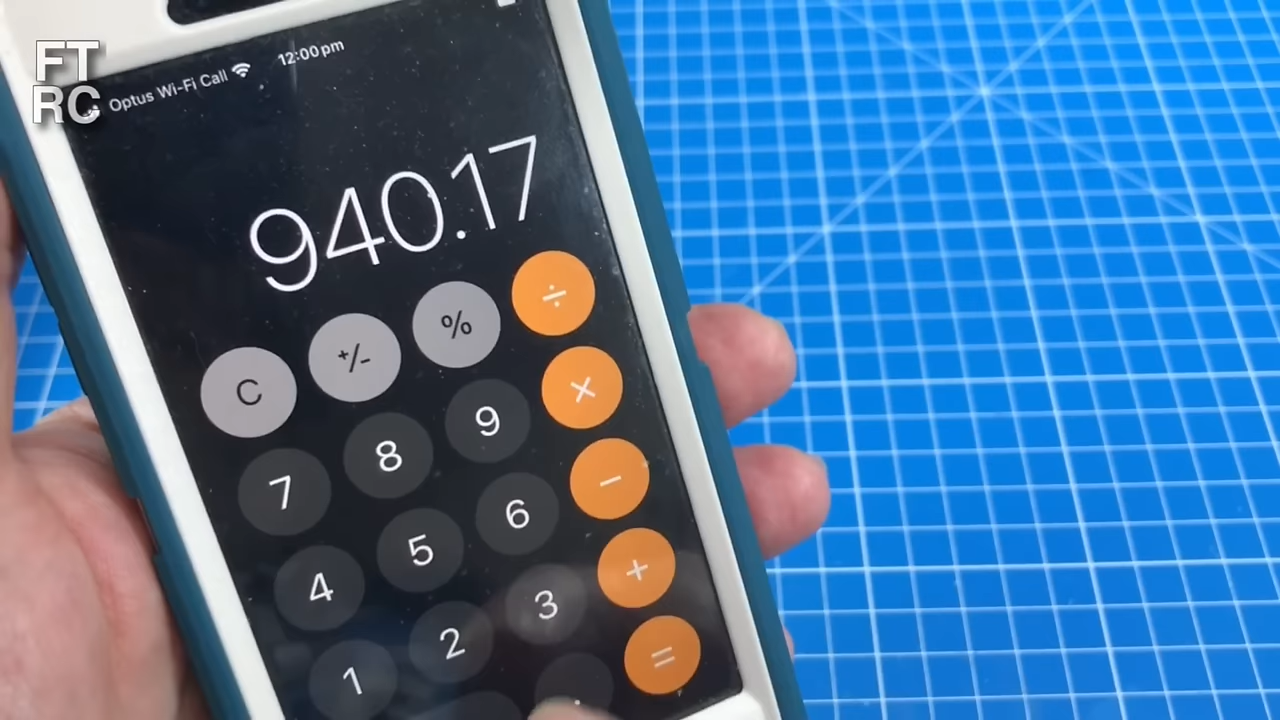 FT
RC
Optus Wi-Fi Call 12:00 pm
940.17
C +/- % ÷
7 8 9 ×
4 5 6 −
1 2 3 +
. =